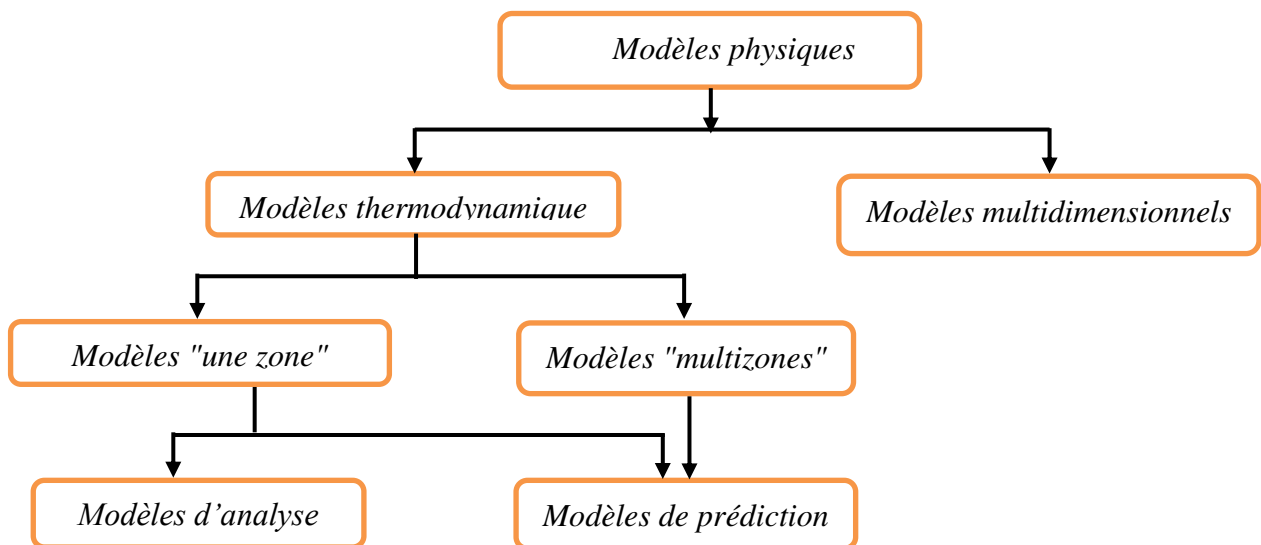 Modèles physiques
Modèles thermodynamique
Modèles multidimensionnels
Modèles "une zone"
Modèles "multizones"
Modèles d’analyse
Modèles de prédiction